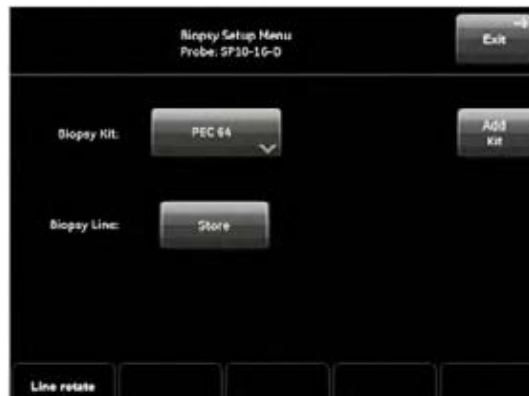 Biopsy Setup Menu
Probe: SP10-16-D
Exit
Biopsy Kit:
PEC 64
Add
Kit
Biopsy Line:
Store
Line rotate